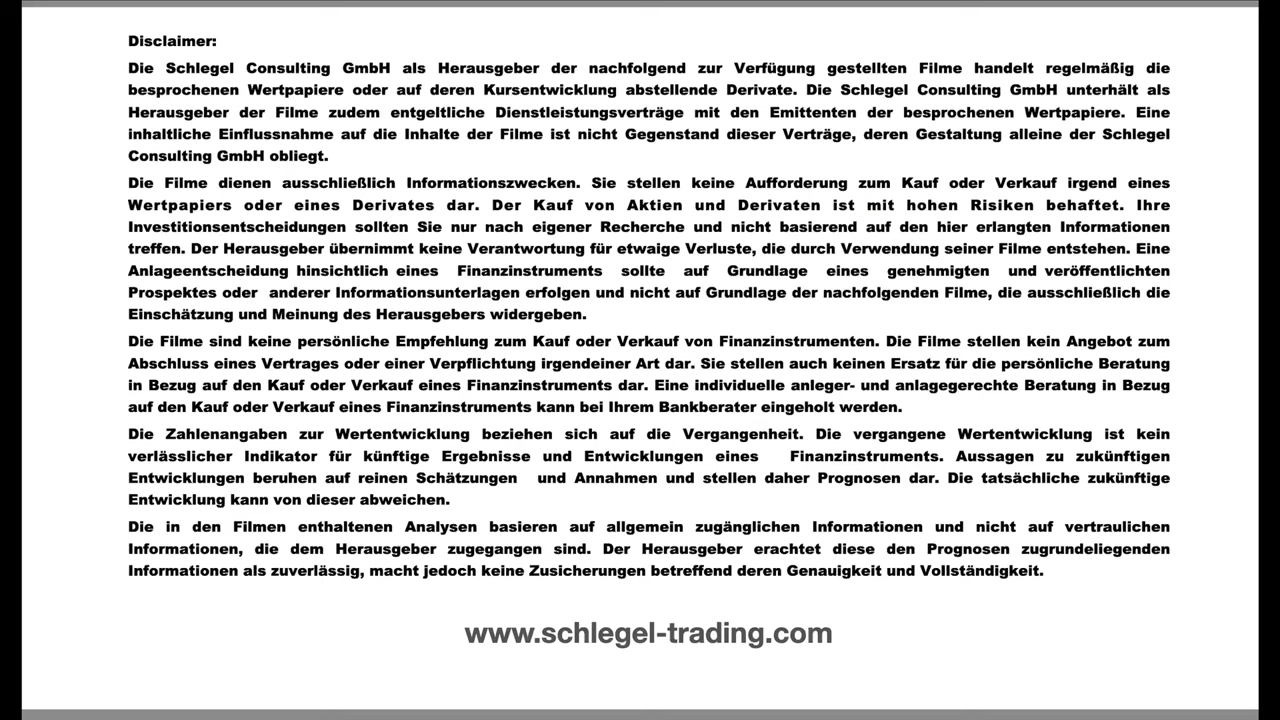 Disclaimer:
Die Schlegel Consulting GmbH als Herausgeber der nachfolgend zur Verfügung gestellten Filme handelt regelmäßig die
besprochenen Wertpapiere oder auf deren Kursentwicklung abstellende Derivate. Die Schlegel Consulting GmbH unterhält als
Herausgeber der Filme zudem entgeltliche Dienstleistungsverträge mit den Emittenten der besprochenen Wertpapiere. Eine
inhaltliche Einflussnahme auf die Inhalte der Filme ist nicht Gegenstand dieser Verträge, deren Gestaltung alleine der Schlegel
Consulting GmbH obliegt.
Die Filme dienen ausschließlich Informationszwecken. Sie stellen keine Aufforderung zum Kauf oder Verkauf irgend eines
Wertpapiers oder eines Derivates dar. Der Kauf von Aktien und Derivaten ist mit hohen Risiken behaftet. Ihre
Investitionsentscheidungen sollten Sie nur nach eigener Recherche und nicht basierend auf den hier erlangten Informationen
treffen. Der Herausgeber übernimmt keine Verantwortung für etwaige Verluste, die durch Verwendung seiner Filme entstehen. Eine
Anlageentscheidung hinsichtlich eines Finanzinstruments sollte auf Grundlage eines genehmigten und veröffentlichten
Prospektes oder anderer Informationsunterlagen erfolgen und nicht auf Grundlage der nachfolgenden Filme, die ausschließlich die
Einschätzung und Meinung des Herausgebers widergeben.
Die Filme sind keine persönliche Empfehlung zum Kauf oder Verkauf von Finanzinstrumenten. Die Filme stellen kein Angebot zum
Abschluss eines Vertrages oder einer Verpflichtung irgendeiner Art dar. Sie stellen auch keinen Ersatz für die persönliche Beratung
in Bezug auf den Kauf oder Verkauf eines Finanzinstruments dar. Eine individuelle anleger- und anlagegerechte Beratung in Bezug
auf den Kauf oder Verkauf eines Finanzinstruments kann bei Ihrem Bankberater eingeholt werden.
Die Zahlenangaben zur Wertentwicklung beziehen sich auf die Vergangenheit. Die vergangene Wertentwicklung ist kein
verlässlicher Indikator für künftige Ergebnisse und Entwicklungen eines Finanzinstruments. Aussagen zu zukünftigen
Entwicklungen beruhen auf reinen Schätzungen und Annahmen und stellen daher Prognosen dar. Die tatsächliche zukünftige
Entwicklung kann von dieser abweichen.
Die in den Filmen enthaltenen Analysen basieren auf allgemein zugänglichen Informationen und nicht auf vertraulichen
Informationen, die dem Herausgeber zugegangen sind. Der Herausgeber erachtet diese den Prognosen zugrundeliegenden
Informationen als zuverlässig, macht jedoch keine Zusicherungen betreffend deren Genauigkeit und Vollständigkeit.
www.schlegel-trading.com